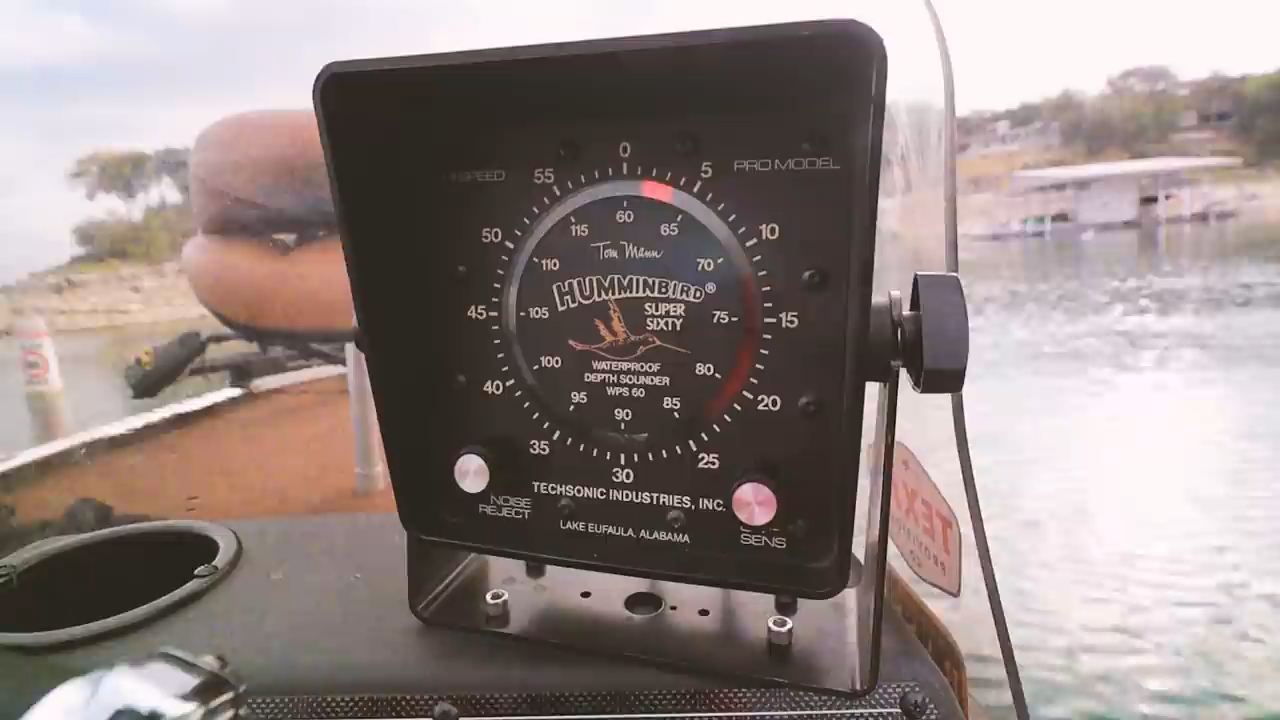 0
55
5
SPEED
PRO MODEL
60
115
65
50
10
110
Tom Mann
70
HUMMINBIRD®
SUPER
SIXTY
45
105
75
15
WATERPROOF
DEPTH SOUNDER
WPS 60
100
80
40
20
95
85
90
35
25
30
TECHSONIC INDUSTRIES, INC.
NOISE
REJECT
LAKE EUFAULA, ALABAMA
SENS